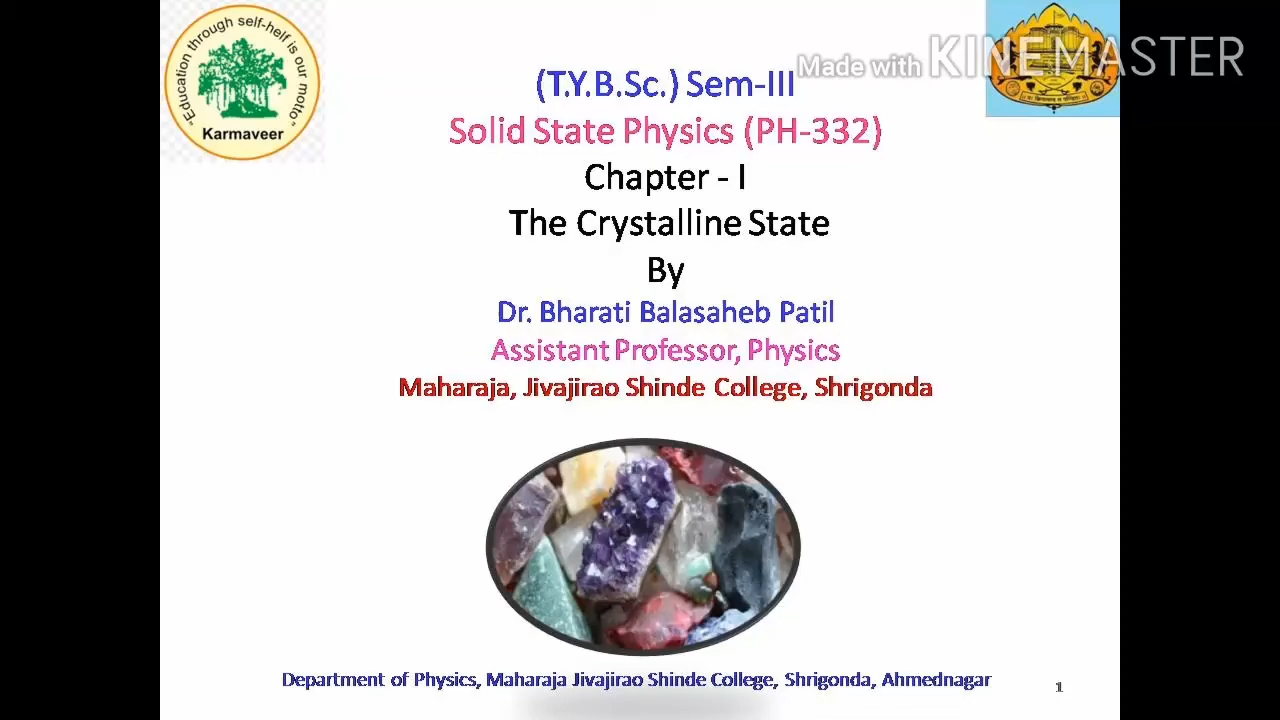 "Education through self-helf is our motto"
Karmaveer
Made with KINEMASTER
(T.Y.B.Sc.) Sem-III
Solid State Physics (PH-332)
Chapter - I
The Crystalline State
By
Dr. Bharati Balasaheb Patil
Assistant Professor, Physics
Maharaja, Jivajirao Shinde College, Shrigonda
Department of Physics, Maharaja Jivajirao Shinde College, Shrigonda, Ahmednagar
1